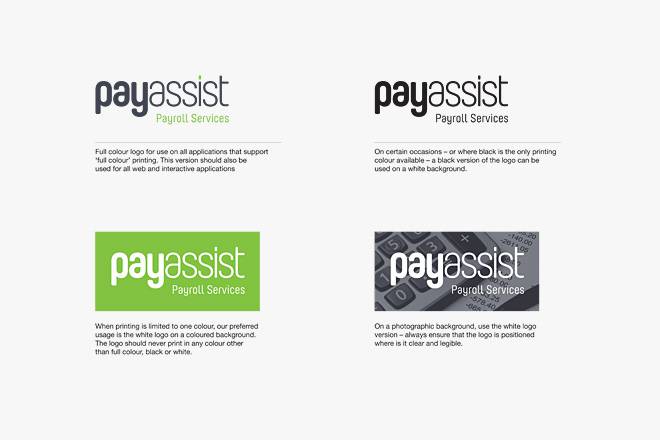 payassist
Payroll Services
Full colour logo for use on all applications that support
'full colour' printing. This version should also be
used for all web and interactive applications
payassist
Payroll Services
On certain occasions – or where black is the only printing
colour available – a black version of the logo can be
used on a white background.
payassist
Payroll Services
When printing is limited to one colour, our preferred
usage is the white logo on a coloured background.
The logo should never print in any colour other
than full colour, black or white.
payassist
Payroll Services
On a photographic background, use the white logo
version – always ensure that the logo is positioned
where is it clear and legible.